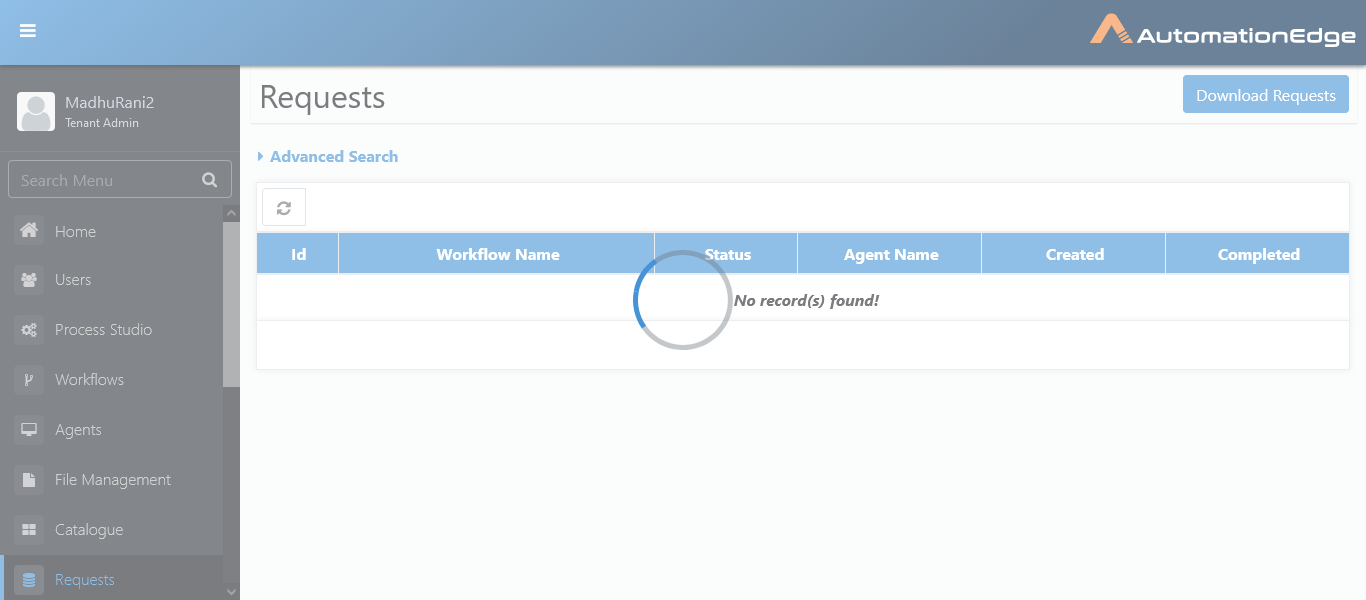 AutomationEdge
MadhuRani2
Tenant Admin
Search Menu
Home
Users
Process Studio
Workflows
Agents
File Management
Catalogue
Requests
Requests
Download Requests
Advanced Search
Id Workflow Name Status Agent Name Created Completed
No record(s) found!